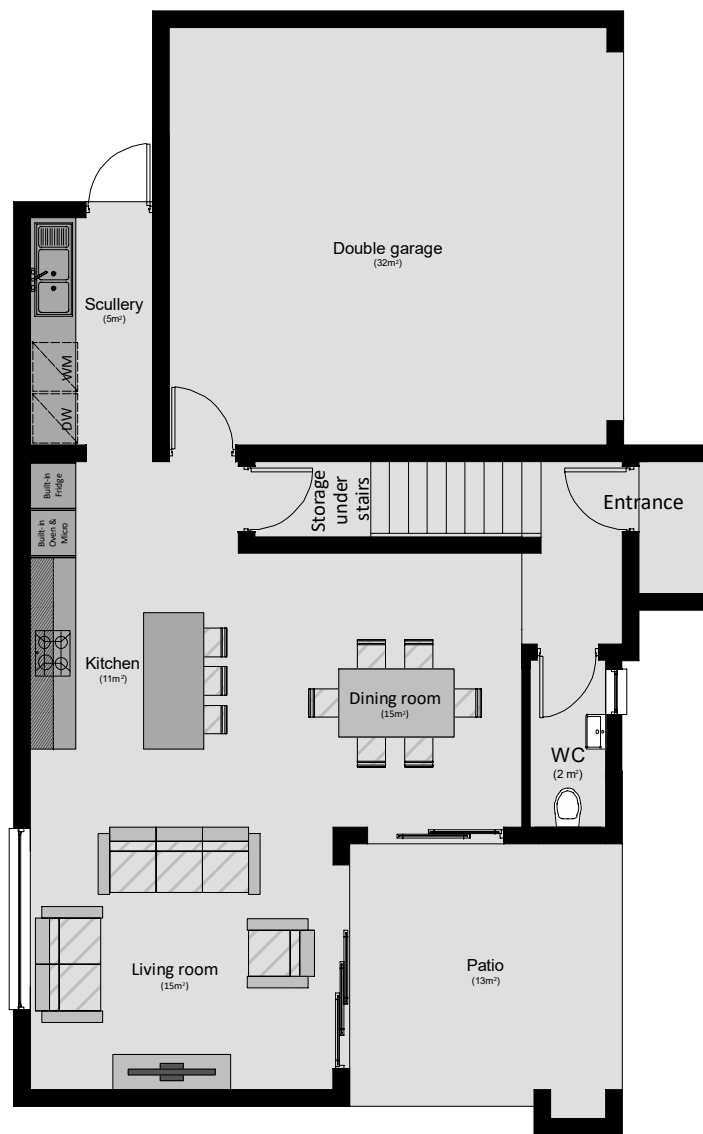 Double garage
(32m²)
Scullery
(5m²)
WM
DW
Built-in
Fridge
Built-in
Oven &
Micro
Storage
under
stairs
Entrance
Kitchen
(11m²)
Dining room
(15m²)
WC
(2 m²)
Living room
(15m²)
Patio
(13m²)